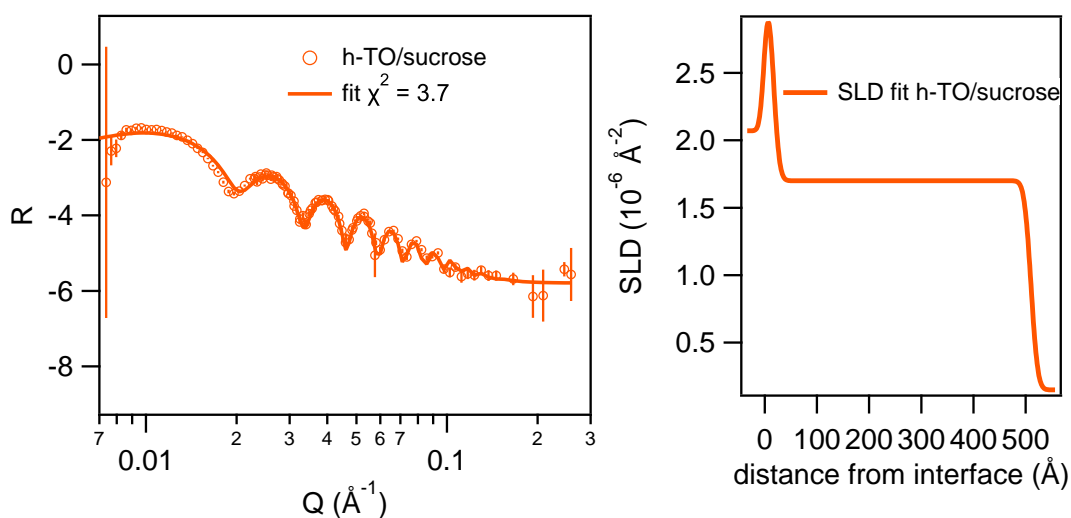 0
-2
-4
-6
-8
R
h-TO/sucrose
fit χ² = 3.7
7
0.01
2
3
4
5
6
7
0.1
2
3
Q (Å⁻¹)
2.5
2.0
1.5
1.0
0.5
SLD (10⁻⁶ Å⁻²)
SLD fit h-TO/sucrose
0 100 200 300 400 500
distance from interface (Å)